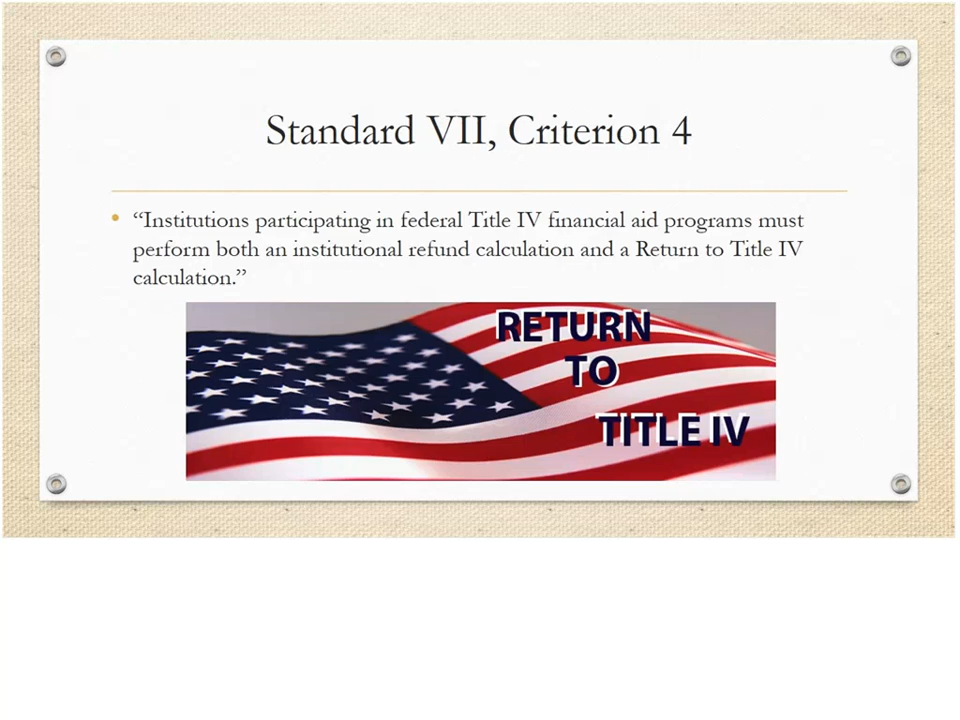 Standard VII, Criterion 4
• “Institutions participating in federal Title IV financial aid programs must
perform both an institutional refund calculation and a Return to Title IV
calculation.”
RETURN
TO
TITLE IV